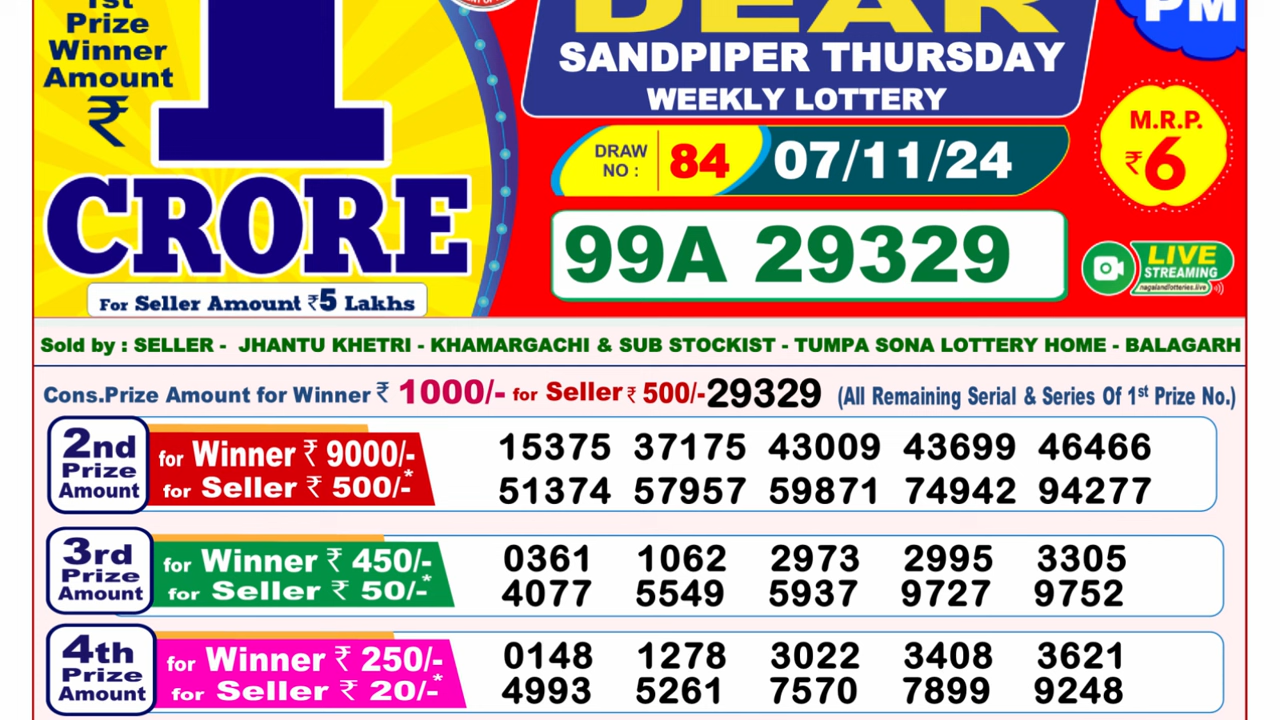 1st
Prize
Winner
Amount
₹
1
CRORE
For Seller Amount ₹5 Lakhs
DEAR
SANDPIPER THURSDAY
WEEKLY LOTTERY
PM
DRAW NO : 84 07/11/24
M.R.P.
₹6
99A 29329
LIVE
STREAMING
nagalandlotteries.live
Sold by : SELLER - JHANTU KHETRI - KHAMARGACHI & SUB STOCKIST - TUMPA SONA LOTTERY HOME - BALAGARH
Cons.Prize Amount for Winner ₹ 1000/- for Seller ₹ 500/- 29329 (All Remaining Serial & Series Of 1st Prize No.)
2nd
Prize
Amount
for Winner ₹ 9000/-
for Seller ₹ 500/-*
15375 37175 43009 43699 46466
51374 57957 59871 74942 94277
3rd
Prize
Amount
for Winner ₹ 450/-
for Seller ₹ 50/-*
0361 1062 2973 2995 3305
4077 5549 5937 9727 9752
4th
Prize
Amount
for Winner ₹ 250/-
for Seller ₹ 20/-*
0148 1278 3022 3408 3621
4993 5261 7570 7899 9248